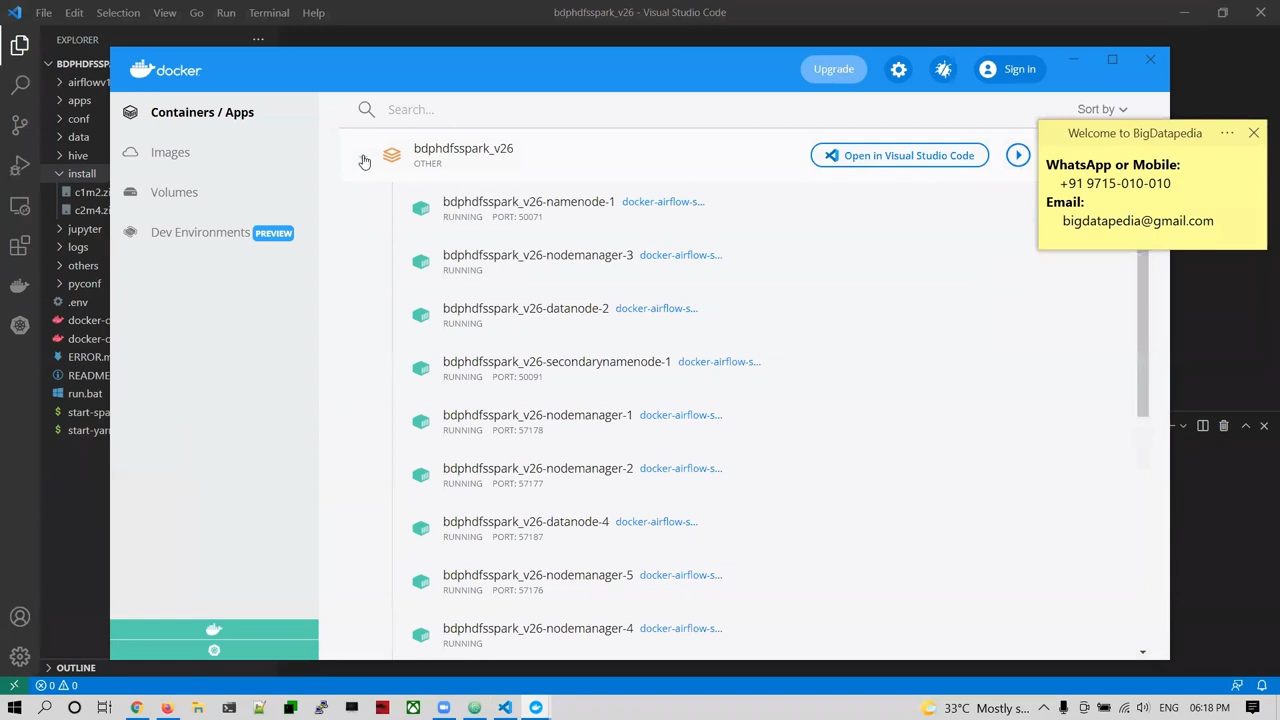 File Edit Selection View Go Run Terminal Help
bdphdfsspark_v26 - Visual Studio Code
EXPLORER
BDPHDFSSPARK_V26
airflow1
apps
conf
data
hive
install
c1m2.zi
c2m4.zi
jupyter
logs
others
pyconf
.env
docker-c
docker-c
ERROR.m
README
run.bat
start-spa
start-yarn
OUTLINE
docker
Upgrade
Sign in
Containers / Apps
Images
Volumes
Dev Environments PREVIEW
Search...
Sort by
bdphdfsspark_v26
OTHER
Open in Visual Studio Code
bdphdfsspark_v26-namenode-1 docker-airflow-s...
RUNNING PORT: 50071
bdphdfsspark_v26-nodemanager-3 docker-airflow-s...
RUNNING
bdphdfsspark_v26-datanode-2 docker-airflow-s...
RUNNING
bdphdfsspark_v26-secondarynamenode-1 docker-airflow-s...
RUNNING PORT: 50091
bdphdfsspark_v26-nodemanager-1 docker-airflow-s...
RUNNING PORT: 57178
bdphdfsspark_v26-nodemanager-2 docker-airflow-s...
RUNNING PORT: 57177
bdphdfsspark_v26-datanode-4 docker-airflow-s...
RUNNING PORT: 57187
bdphdfsspark_v26-nodemanager-5 docker-airflow-s...
RUNNING PORT: 57176
bdphdfsspark_v26-nodemanager-4 docker-airflow-s...
RUNNING
Welcome to BigDatapedia
WhatsApp or Mobile:
+91 9715-010-010
Email:
bigdatapedia@gmail.com
0 0
33°C Mostly s...
ENG
06:18 PM